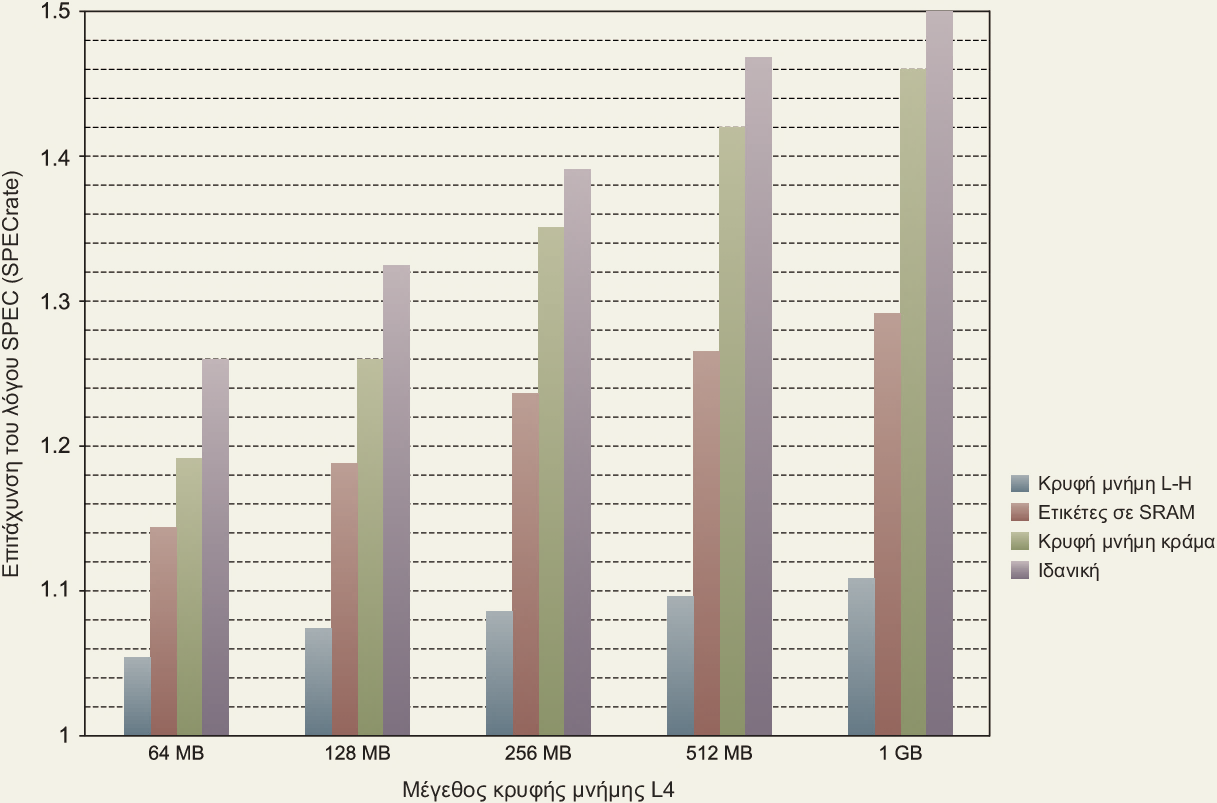 Επιτάχυνση του λόγου SPEC (SPECrate)
1.5
1.4
1.3
1.2
1.1
1
64 MB
128 MB
256 MB
512 MB
1 GB
Μέγεθος κρυφής μνήμης L4
Κρυφή μνήμη L-H
Ετικέτες σε SRAM
Κρυφή μνήμη κράμα
Ιδανική